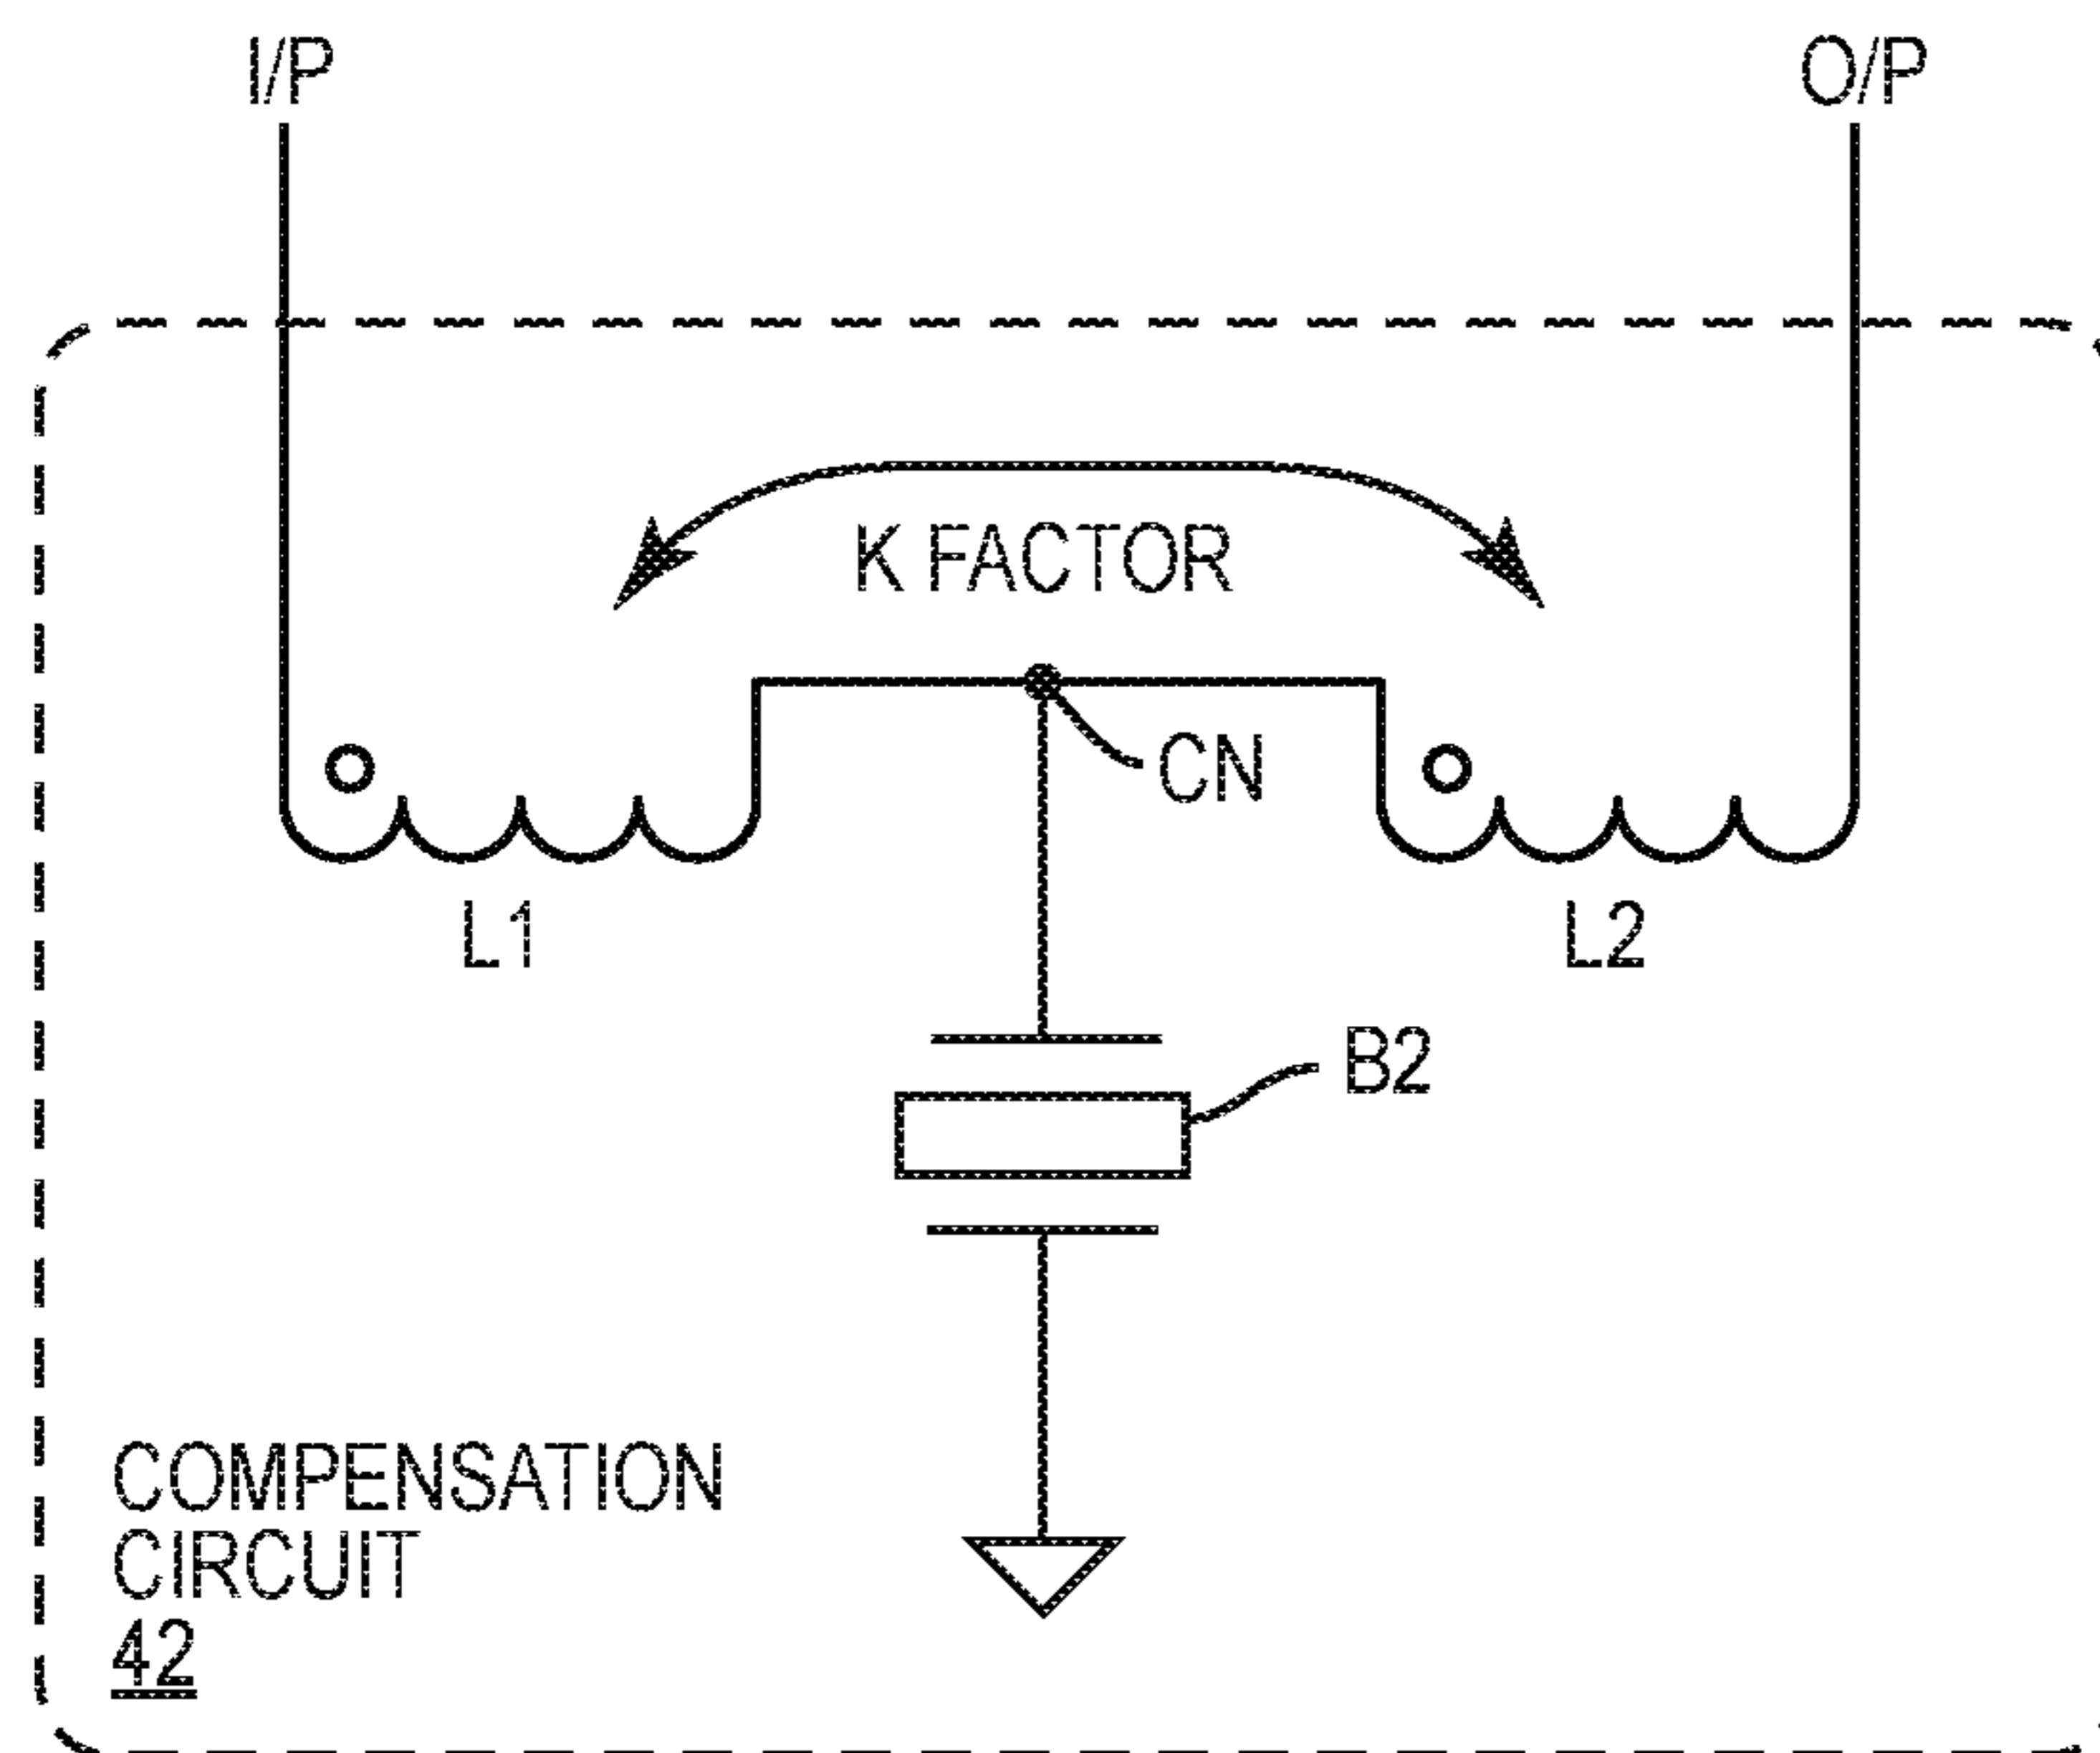 I/P
O/P
K FACTOR
CN
L1
L2
B2
COMPENSATION
CIRCUIT
42